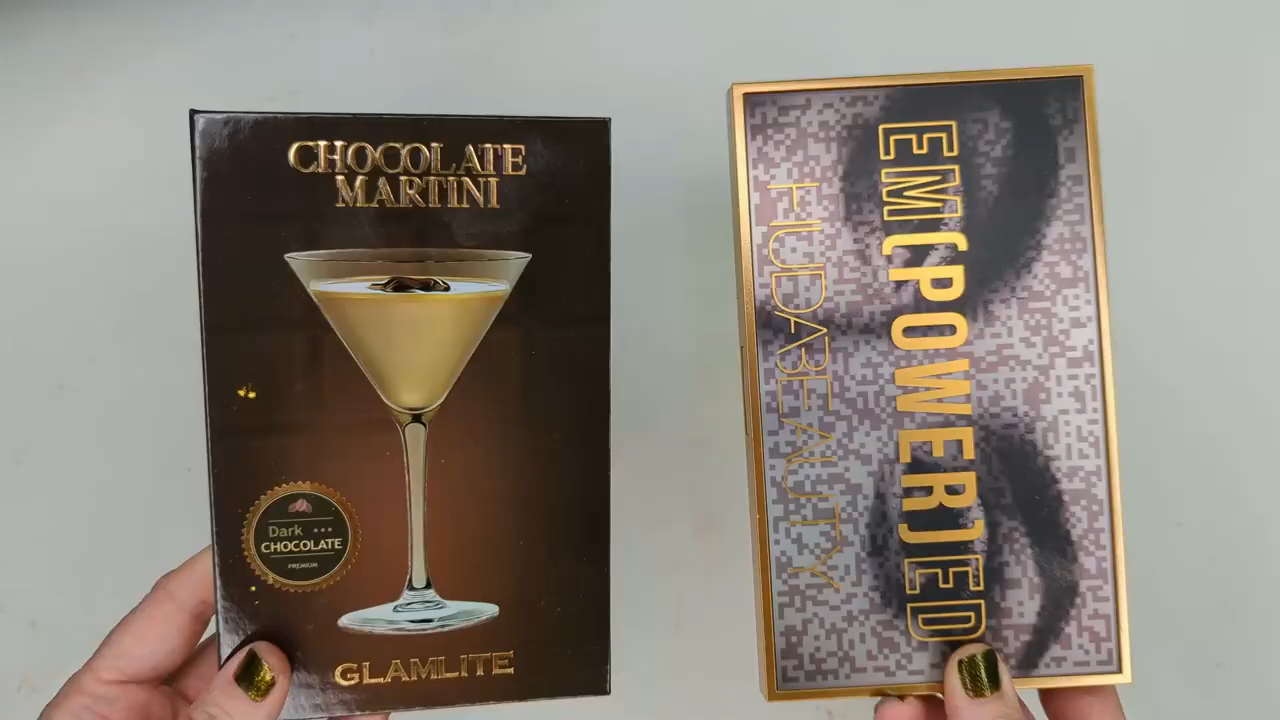 CHOCOLATE
MARTINI
Dark
CHOCOLATE
PREMIUM
GLAMLITE
EM(POWER)ED
HUDABEAUTY